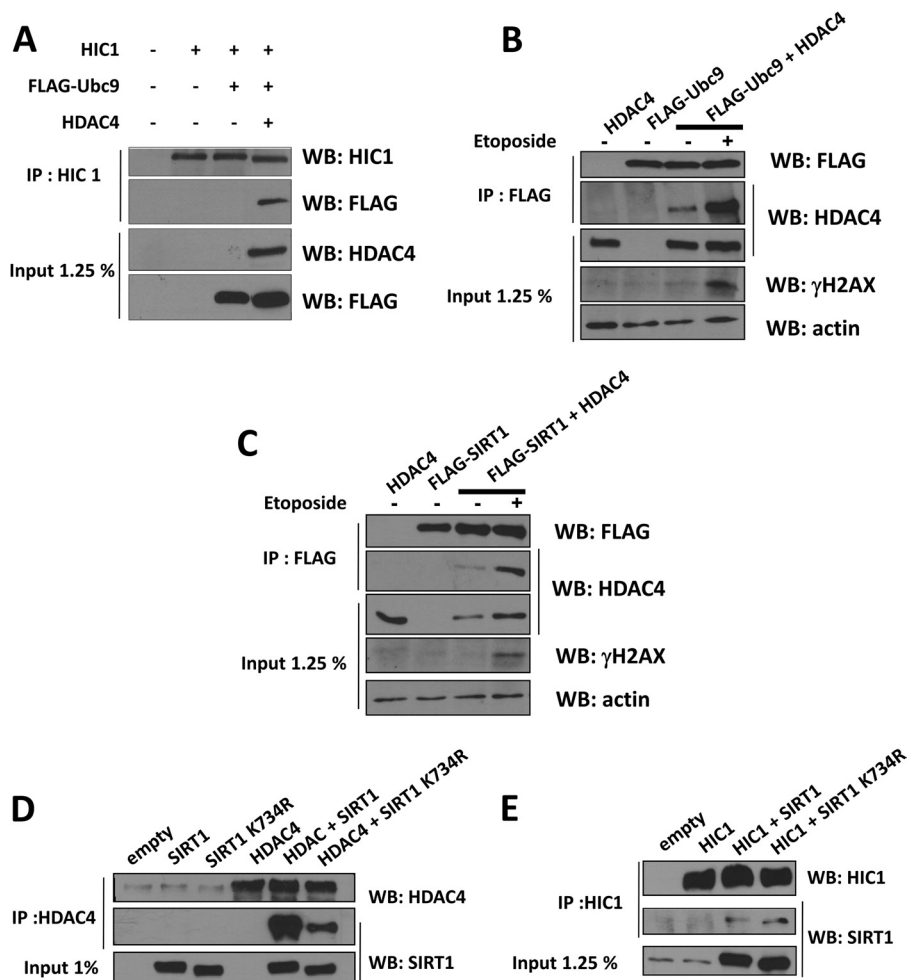 A
HIC1 - + + +
FLAG-Ubc9 - - + +
HDAC4 - - - +
IP : HIC 1
WB: HIC1
WB: FLAG
Input 1.25 %
WB: HDAC4
WB: FLAG
B
HDAC4
FLAG-Ubc9
FLAG-Ubc9 + HDAC4
Etoposide - - - +
IP : FLAG
WB: FLAG
WB: HDAC4
Input 1.25 %
WB: γH2AX
WB: actin
C
HDAC4
FLAG-SIRT1
FLAG-SIRT1 + HDAC4
Etoposide - - - +
IP : FLAG
WB: FLAG
WB: HDAC4
Input 1.25 %
WB: γH2AX
WB: actin
D
empty
SIRT1
SIRT1 K734R
HDAC4
HDAC + SIRT1
HDAC4 + SIRT1 K734R
IP :HDAC4
WB: HDAC4
Input 1%
WB: SIRT1
E
empty
HIC1
HIC1 + SIRT1
HIC1 + SIRT1 K734R
IP :HIC1
WB: HIC1
WB: SIRT1
Input 1.25 %